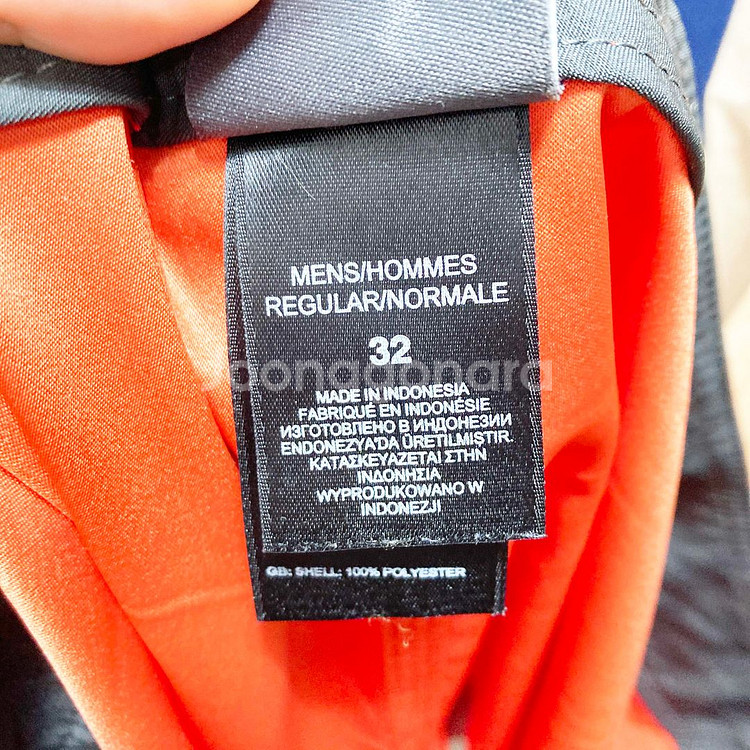 MENS/HOMMES
REGULAR/NORMALE
32
Joonggonara
MADE IN INDONESIA
FABRIQUÉ EN INDONÉSIE
ИЗГОТОВЛЕНО В ИНДОНЕЗИИ
ENDONEZYA'DA ÜRETILMIŞTIR.
ΚΑΤΑΣΚΕΥΑΖΕΤΑΙ ΣΤΗΝ
ΙΝΔΟΝΗΣΙΑ
WYPRODUKOWANO W
INDONEZJI
GB: SHELL: 100% POLYESTER